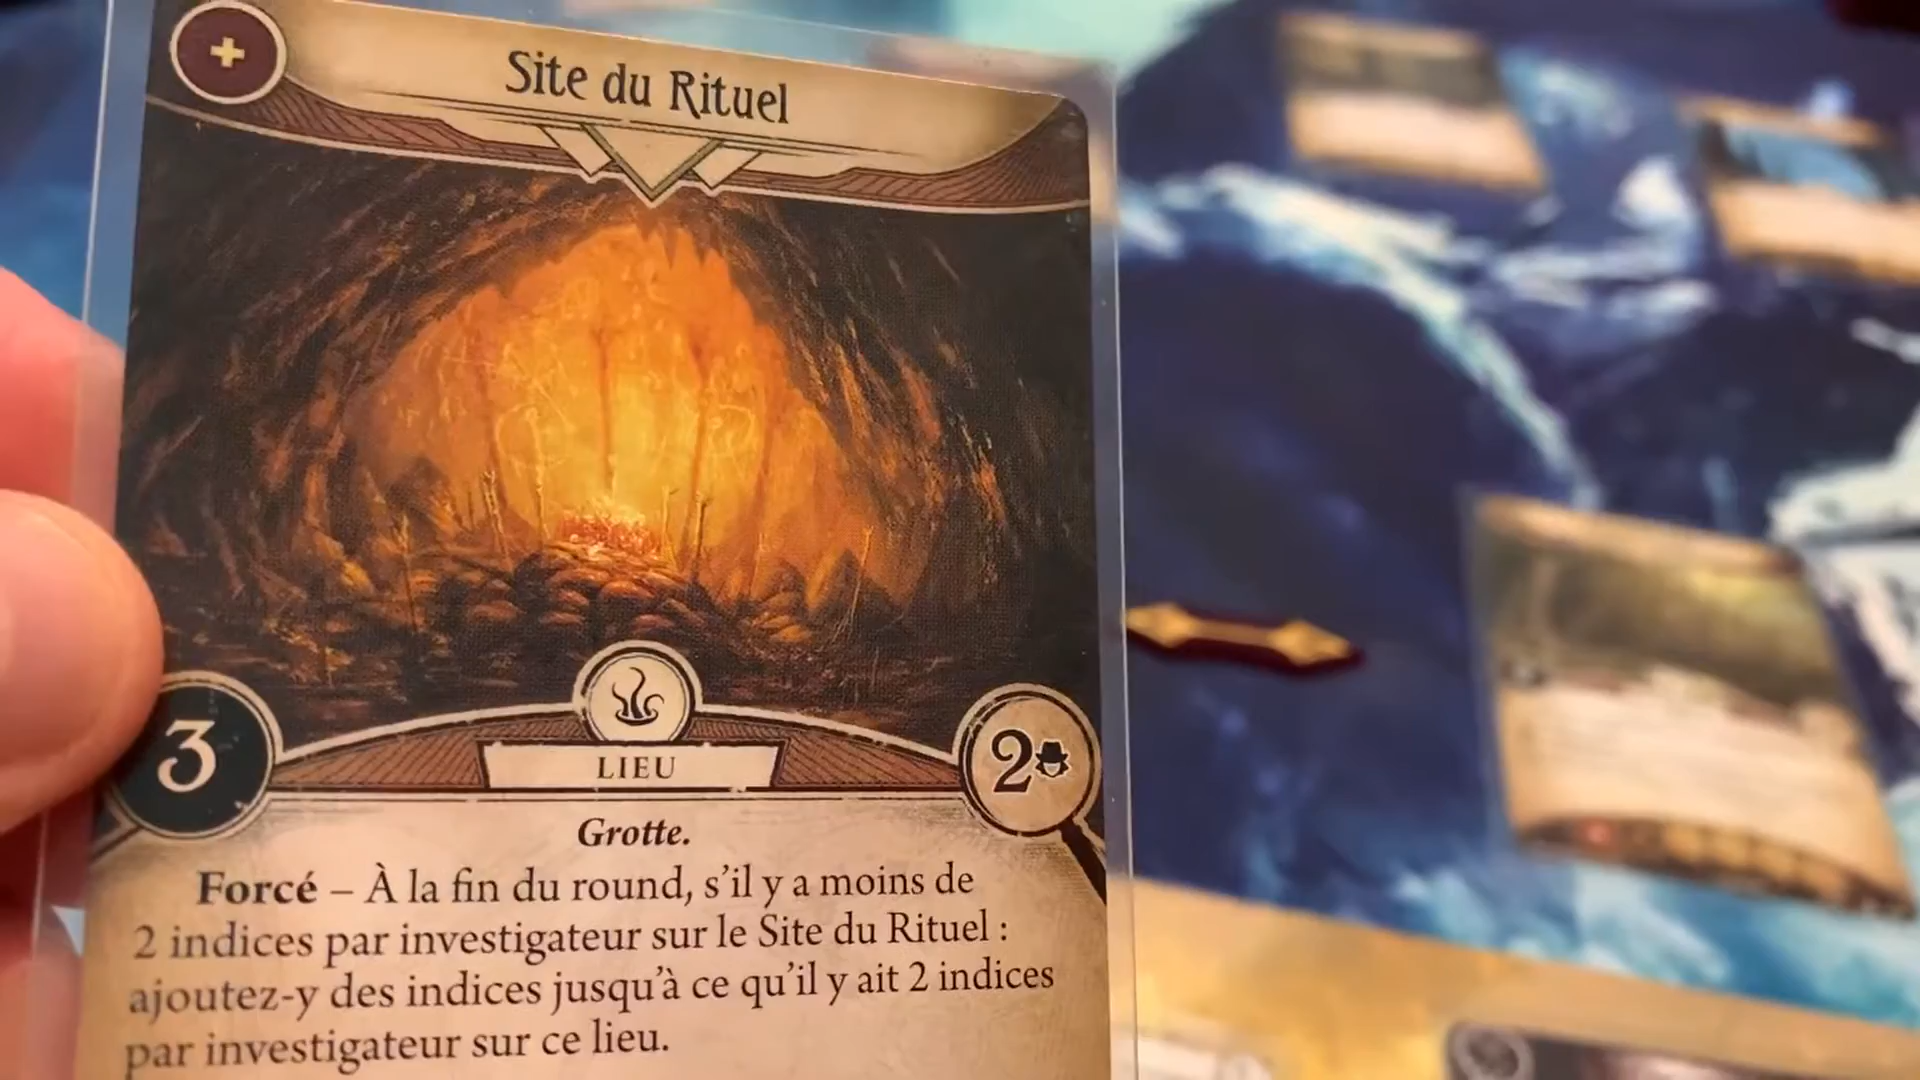 Site du Rituel
3
LIEU
2
Grotte.
Forcé – À la fin du round, s'il y a moins de
2 indices par investigateur sur le Site du Rituel :
ajoutez-y des indices jusqu'à ce qu'il y ait 2 indices
par investigateur sur ce lieu.